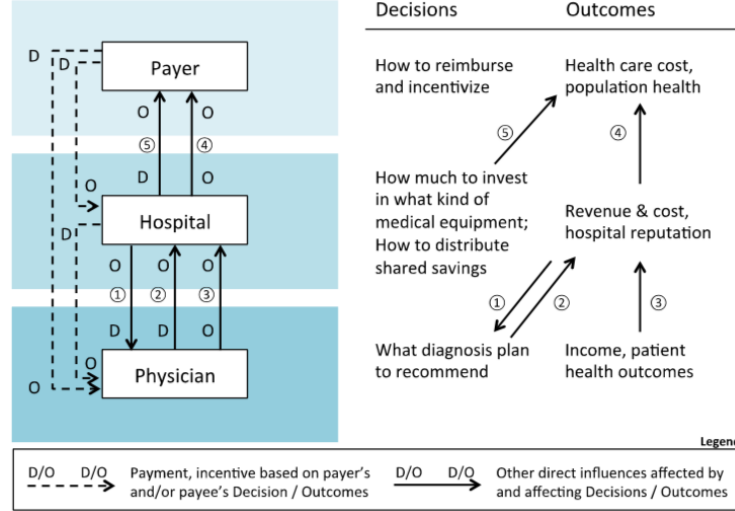 Decisions
Outcomes
D
D
Payer
How to reimburse
and incentivize
Health care cost,
population health
O
O
⑤
④
⑤
④
O
D
O
How much to invest
in what kind of
medical equipment;
How to distribute
shared savings
Hospital
D
Revenue & cost,
hospital reputation
O
O
O
①
②
③
①
②
③
D
D
O
O
Physician
O
What diagnosis plan
to recommend
Income, patient
health outcomes
Legend
D/O D/O
Payment, incentive based on payer's
and/or payee's Decision / Outcomes
D/O D/O
Other direct influences affected by
and affecting Decisions / Outcomes